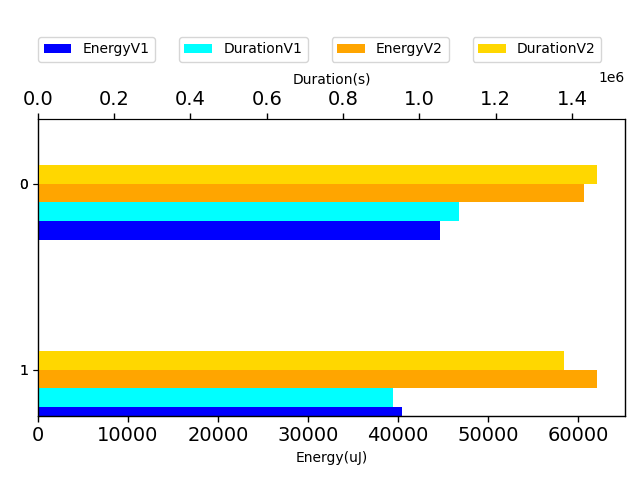 EnergyV1 DurationV1 EnergyV2 DurationV2
Duration(s)
1e6
0.0 0.2 0.4 0.6 0.8 1.0 1.2 1.4
0
1
0 10000 20000 30000 40000 50000 60000
Energy(uJ)